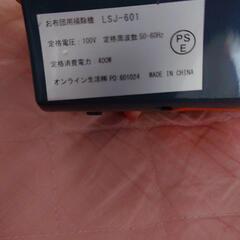 お布団用掃除機 LSJ-601
定格電圧：100V 定格周波数 50-60Hz
定格消費電力：400W
オンライン生活㈱ PD 601024 MADE IN CHINA
PS
E